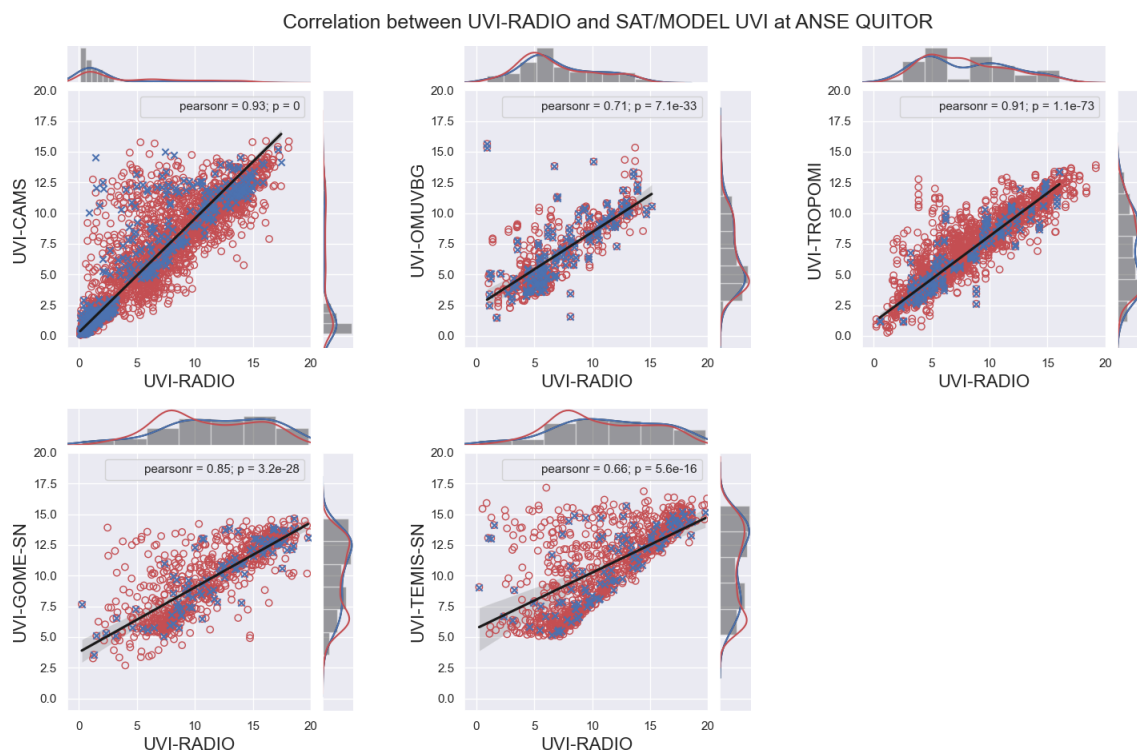 Correlation between UVI-RADIO and SAT/MODEL UVI at ANSE QUITOR
pearsonr = 0.93; p = 0
20.0
17.5
15.0
12.5
10.0
7.5
5.0
2.5
0.0
UVI-CAMS
0 5 10 15 20
UVI-RADIO
pearsonr = 0.71; p = 7.1e-33
20.0
17.5
15.0
12.5
10.0
7.5
5.0
2.5
0.0
UVI-OMUVBG
0 5 10 15 20
UVI-RADIO
pearsonr = 0.91; p = 1.1e-73
20.0
17.5
15.0
12.5
10.0
7.5
5.0
2.5
0.0
UVI-TROPOMI
0 5 10 15 20
UVI-RADIO
pearsonr = 0.85; p = 3.2e-28
20.0
17.5
15.0
12.5
10.0
7.5
5.0
2.5
0.0
UVI-GOME-SN
0 5 10 15 20
UVI-RADIO
pearsonr = 0.66; p = 5.6e-16
20.0
17.5
15.0
12.5
10.0
7.5
5.0
2.5
0.0
UVI-TEMIS-SN
0 5 10 15 20
UVI-RADIO